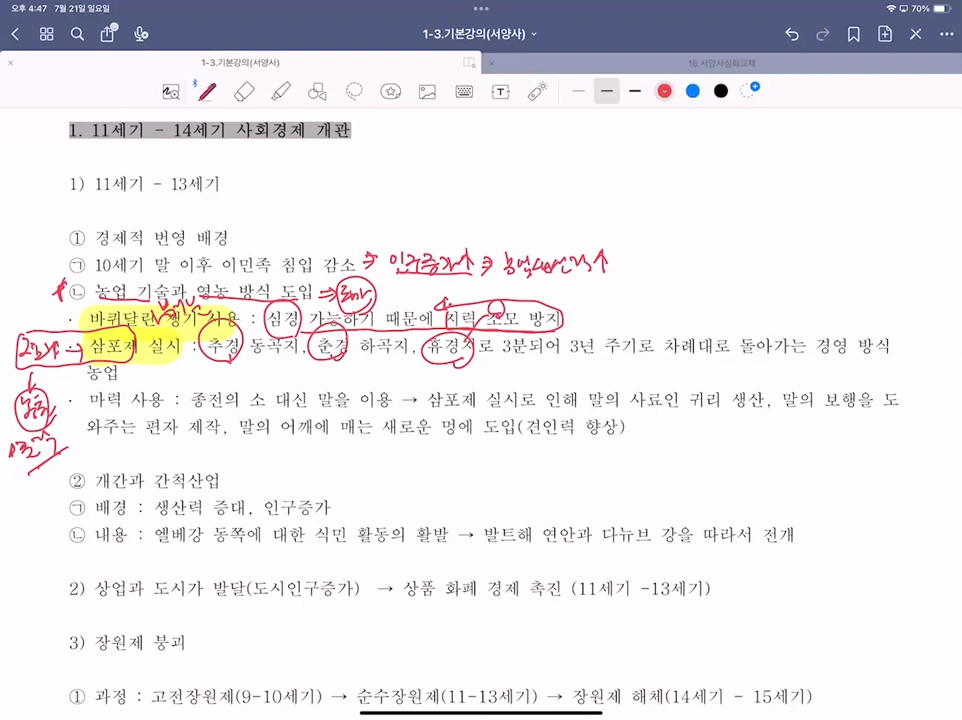 오후 4:47 7월 21일 일요일
70%
1-3.기본강의(서양사)
1-3.기본강의(서양사)
16 서양사심화교재
1. 11세기 - 14세기 사회경제 개관
1) 11세기 - 13세기
① 경제적 번영 배경
㉠ 10세기 말 이후 이민족 침입 감소 ⇒ 인구증가↑ ⇒ 농업생산력↑
㉡ 농업 기술과 영농 방식 도입 ⇒
· 바퀴달린 쟁기 사용 : 심경 가능하기 때문에 지력 소모 방지
· 삼포제 실시 : 추경 동곡지, 춘경 하곡지, 휴경지로 3분되어 3년 주기로 차례대로 돌아가는 경영 방식
농업
· 마력 사용 : 종전의 소 대신 말을 이용 → 삼포제 실시로 인해 말의 사료인 귀리 생산, 말의 보행을 도
와주는 편자 제작, 말의 어깨에 매는 새로운 멍에 도입(견인력 향상)
② 개간과 간척산업
㉠ 배경 : 생산력 증대, 인구증가
㉡ 내용 : 엘베강 동쪽에 대한 식민 활동의 활발 → 발트해 연안과 다뉴브 강을 따라서 전개
2) 상업과 도시가 발달(도시인구증가) → 상품 화폐 경제 촉진 (11세기 -13세기)
3) 장원제 붕괴
① 과정 : 고전장원제(9-10세기) → 순수장원제(11-13세기) → 장원제 해체(14세기 - 15세기)